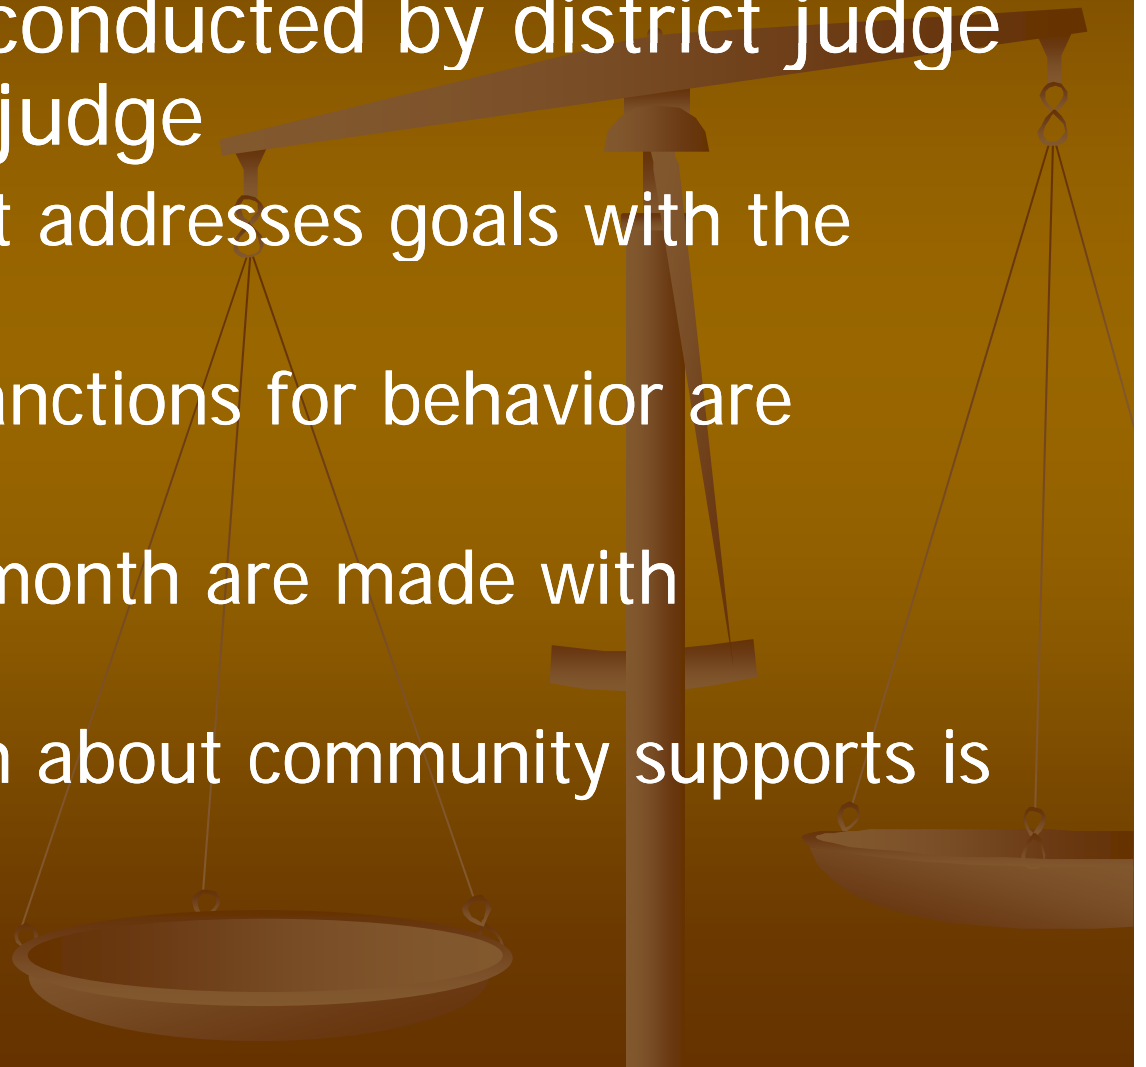 conducted by district judge
judge
t addresses goals with the
anctions for behavior are
month are made with
n about community supports is